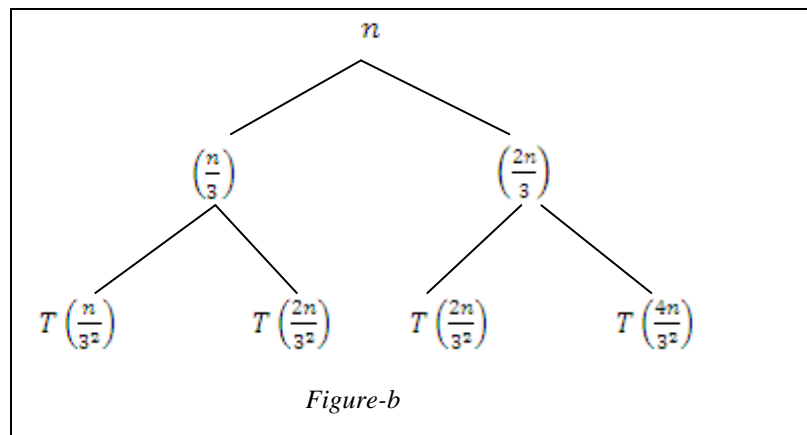 n
(n/3) (2n/3)
T (n/3²) T (2n/3²) T (2n/3²) T (4n/3²)
Figure-b